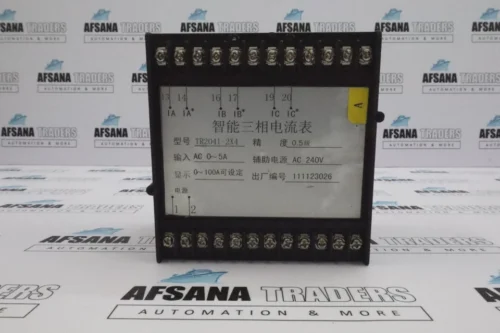 AFSANA TRADERS
AUTOMATION & MORE
13 14 16 17 19 20
IA IA* IB IB* IC IC*
智能三相电流表
型号 TR2041-2X4 精 度 0.5级
输入 AC 0~5A 辅助电源 AC 240V
显示 0~100A可设定 出厂编号 111123026
电源
1 2
A
AFSANA TRADERS
AUTOMATION & MORE